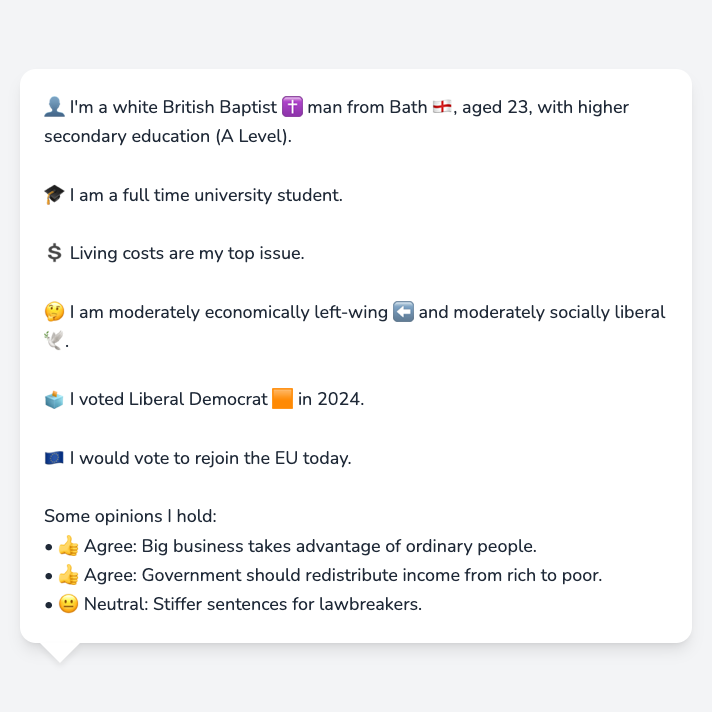 👤 I'm a white British Baptist ✝️ man from Bath 🏴󠁧󠁢󠁥󠁮󠁧󠁿, aged 23, with higher
secondary education (A Level).
🎓 I am a full time university student.
💲 Living costs are my top issue.
🤔 I am moderately economically left-wing ⬅️ and moderately socially liberal
🕊️.
🗳️ I voted Liberal Democrat 🟧 in 2024.
🇪🇺 I would vote to rejoin the EU today.
Some opinions I hold:
• 👍 Agree: Big business takes advantage of ordinary people.
• 👍 Agree: Government should redistribute income from rich to poor.
• 😐 Neutral: Stiffer sentences for lawbreakers.